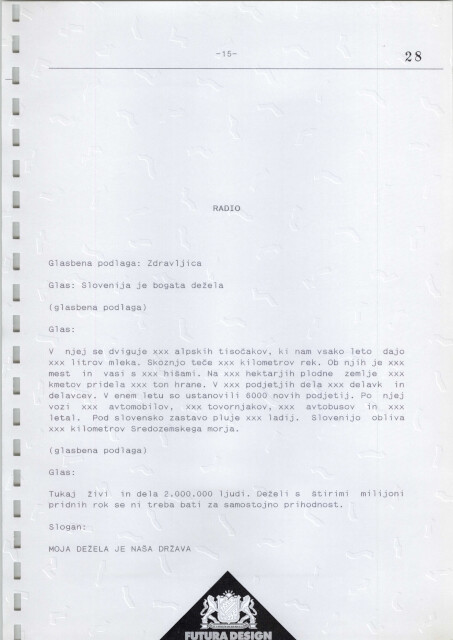 -15-
28
RADIO
Glasbena podlaga: Zdravljica
Glas: Slovenija je bogata dežela
(glasbena podlaga)
Glas:
V njej se dviguje xxx alpskih tisočakov, ki nam vsako leto dajo
xxx litrov mleka. Skoznjo teče xxx kilometrov rek. Ob njih je xxx
mest in vasi s xxx hišami. Na xxx hektarjih plodne zemlje xxx
kmetov pridela xxx ton hrane. V xxx podjetjih dela xxx delavk in
delavcev. V enem letu so ustanovili 6000 novih podjetij. Po njej
vozi xxx avtomobilov, xxx tovornjakov, xxx avtobusov in xxx
letal. Pod slovensko zastavo pluje xxx ladij. Slovenijo obliva
xxx kilometrov Sredozemskega morja.
(glasbena podlaga)
Glas:
Tukaj živi in dela 2.000.000 ljudi. Deželi s štirimi milijoni
pridnih rok se ni treba bati za samostojno prihodnost.
Slogan:
MOJA DEŽELA JE NAŠA DRŽAVA
FUTURA DESIGN